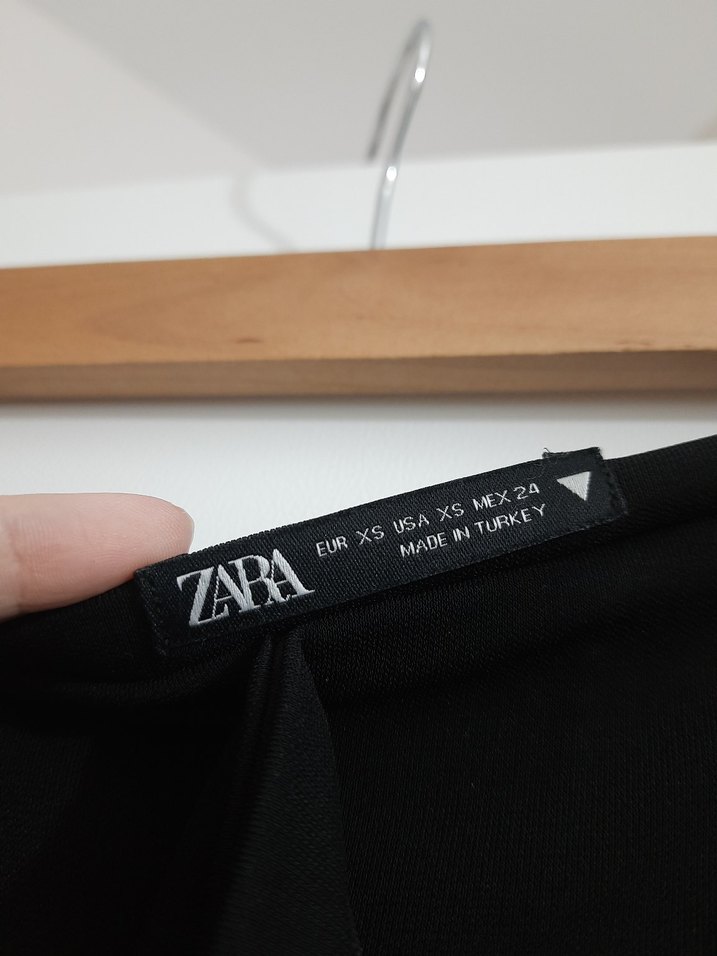 ZARA
EUR XS USA XS MEX 24
MADE IN TURKEY